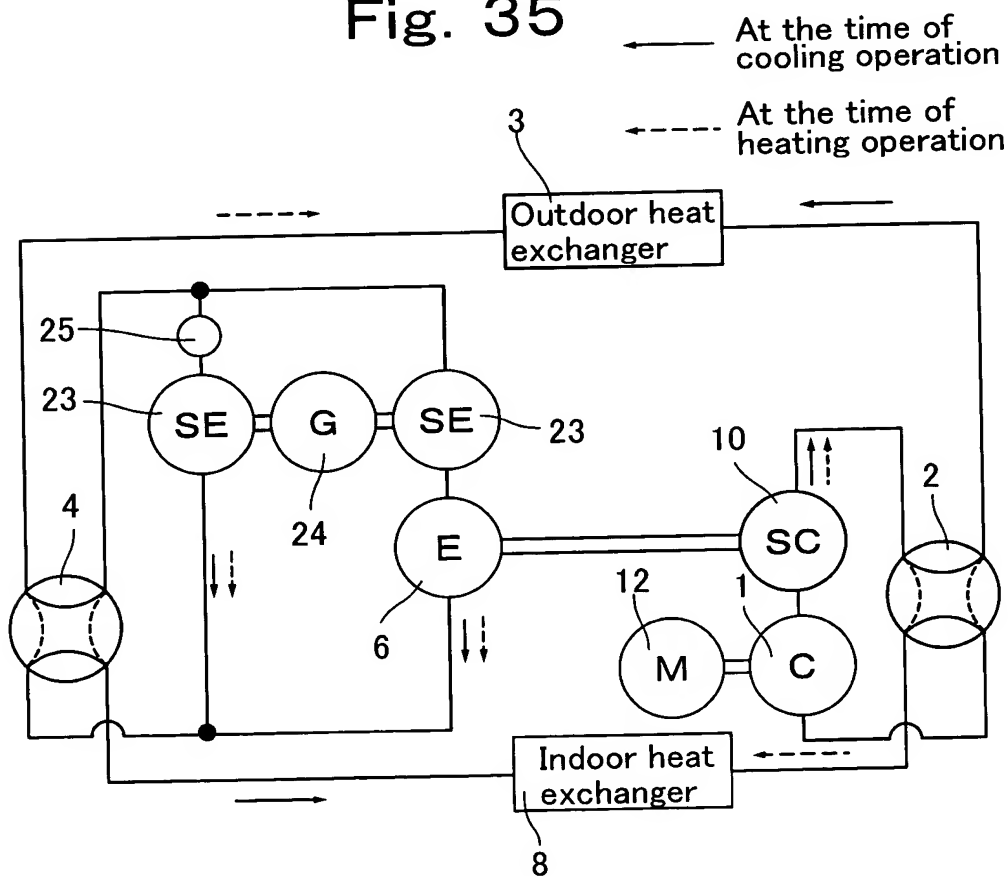 Fig. 35
At the time of
cooling operation
At the time of
heating operation
3
Outdoor heat
exchanger
25
23
SE
G
SE
23
24
10
2
4
E
SC
6
12
1
M
C
Indoor heat
exchanger
8